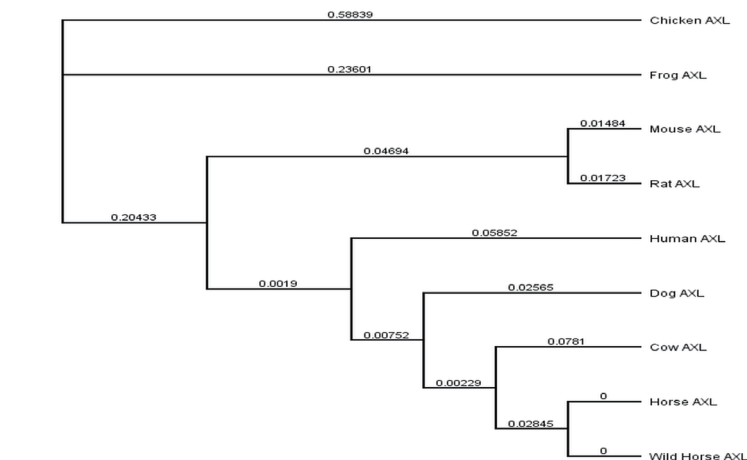 0.58839 Chicken AXL
0.23601 Frog AXL
0.01484 Mouse AXL
0.04694
0.01723 Rat AXL
0.20433
0.05852 Human AXL
0.0019
0.02565 Dog AXL
0.00752
0.0781 Cow AXL
0.00229
0 Horse AXL
0.02845
0 Wild Horse AXL